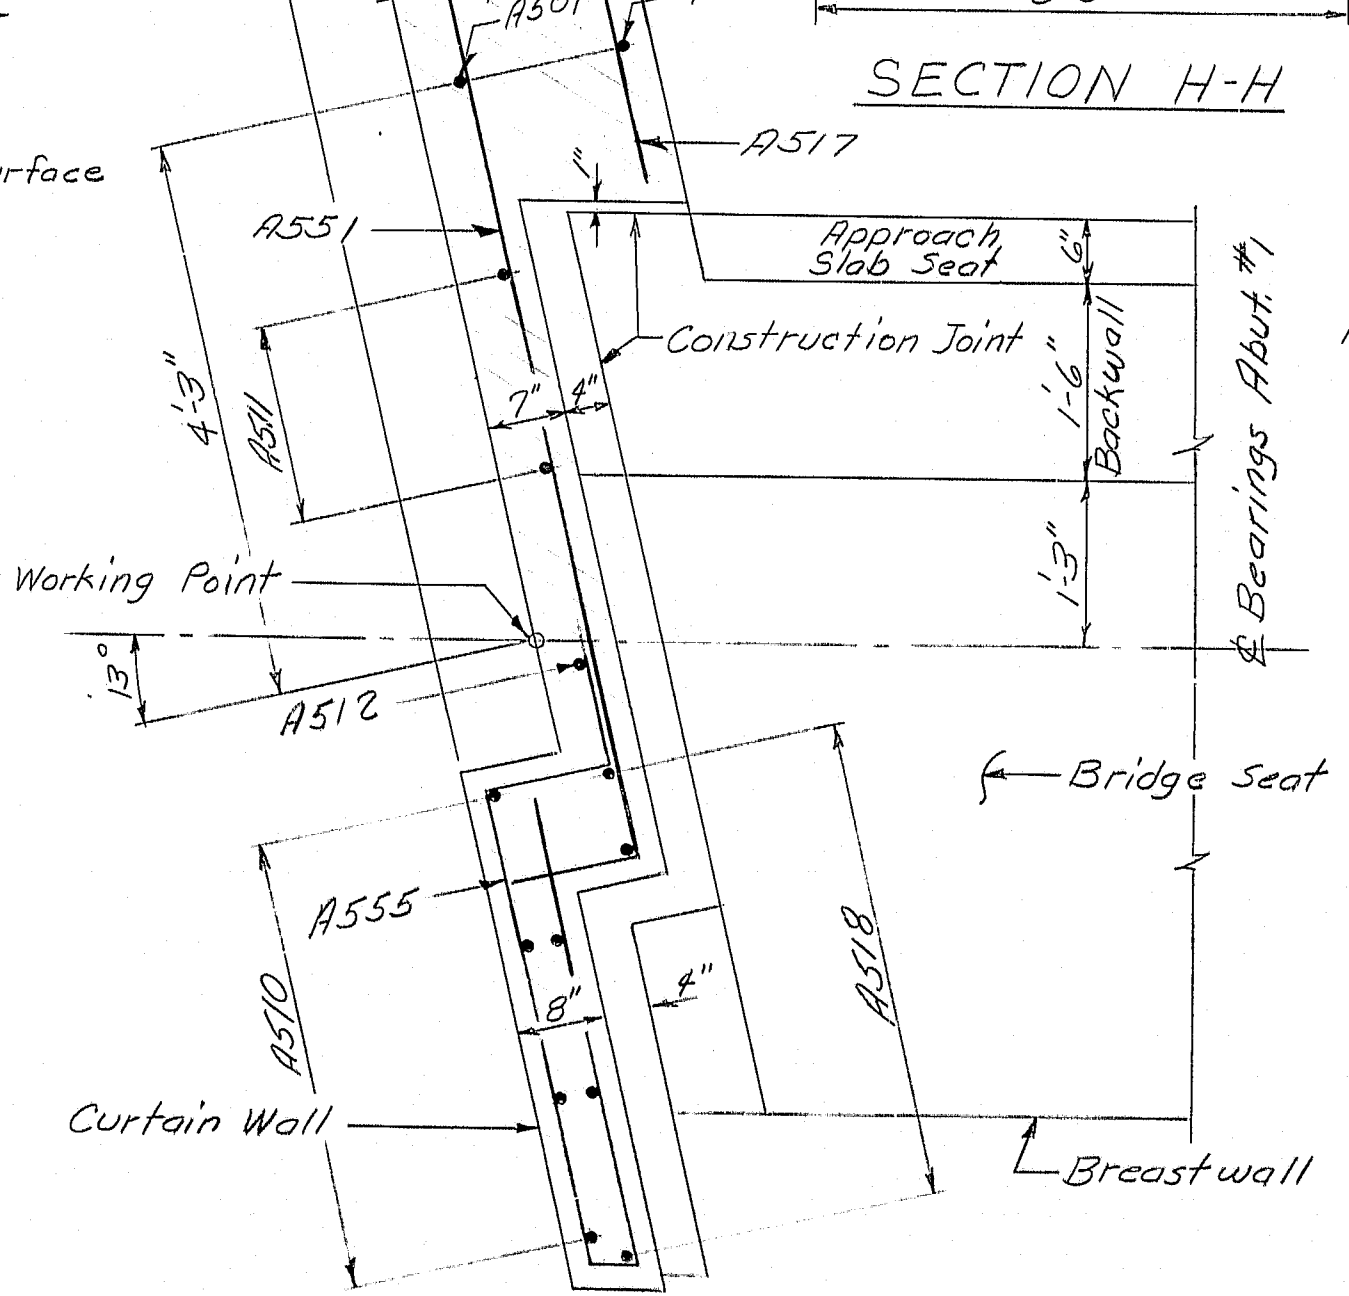 A501
SECTION H-H
A517
1"
A551
Approach
Slab Seat
6"
Construction Joint
1'-6"
Backwall
℄ Bearings Abut. #1
4'-3"
A511
7"
4"
1'-3"
Working Point
13°
A512
Bridge Seat
A555
A518
A510
8"
4"
Curtain Wall
Breastwall